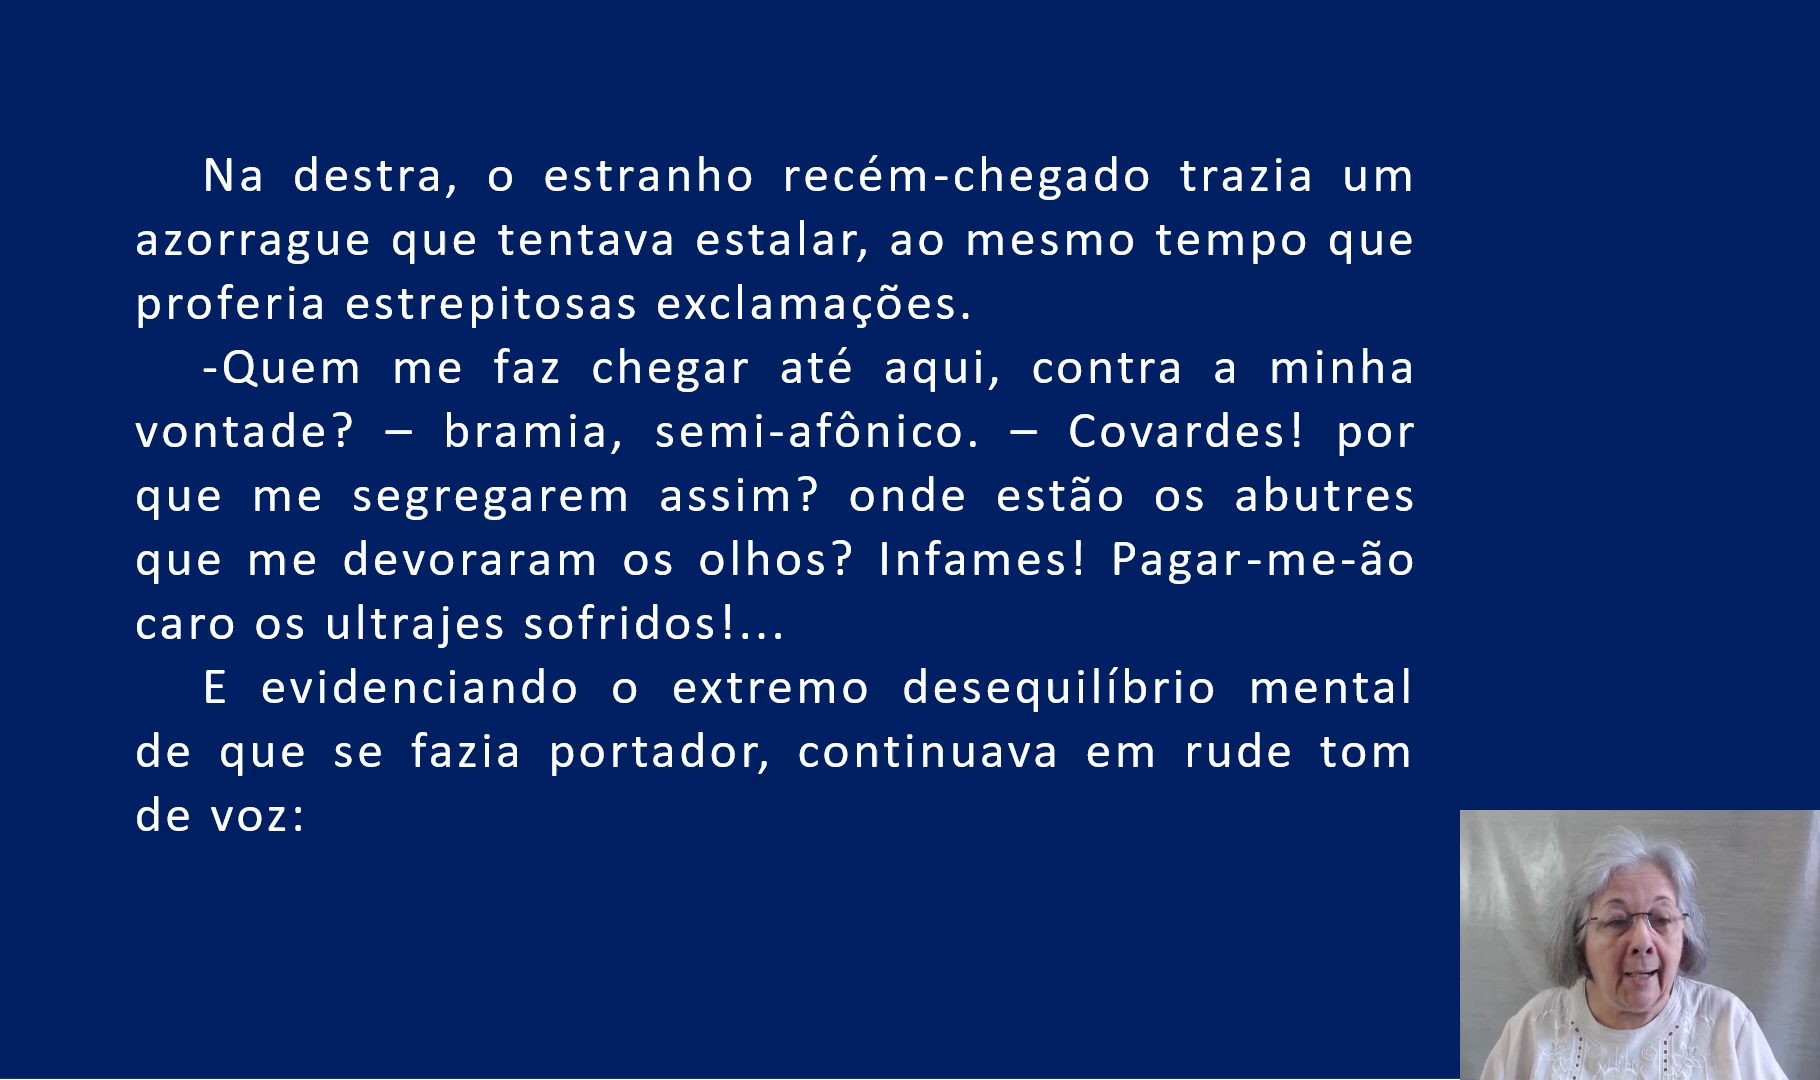 Na destra, o estranho recém-chegado trazia um
azorrague que tentava estalar, ao mesmo tempo que
proferia estrepitosas exclamações.
-Quem me faz chegar até aqui, contra a minha
vontade? – bramia, semi-afônico. – Covardes! por
que me segregarem assim? onde estão os abutres
que me devoraram os olhos? Infames! Pagar-me-ão
caro os ultrajes sofridos!...
E evidenciando o extremo desequilíbrio mental
de que se fazia portador, continuava em rude tom
de voz: